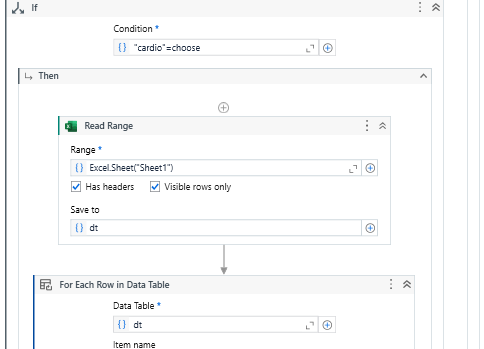 If
Condition *
{} "cardio"=choose
Then
Read Range
Range *
{} Excel.Sheet("Sheet1")
Has headers Visible rows only
Save to
{} dt
For Each Row in Data Table
Data Table *
{} dt
Item name